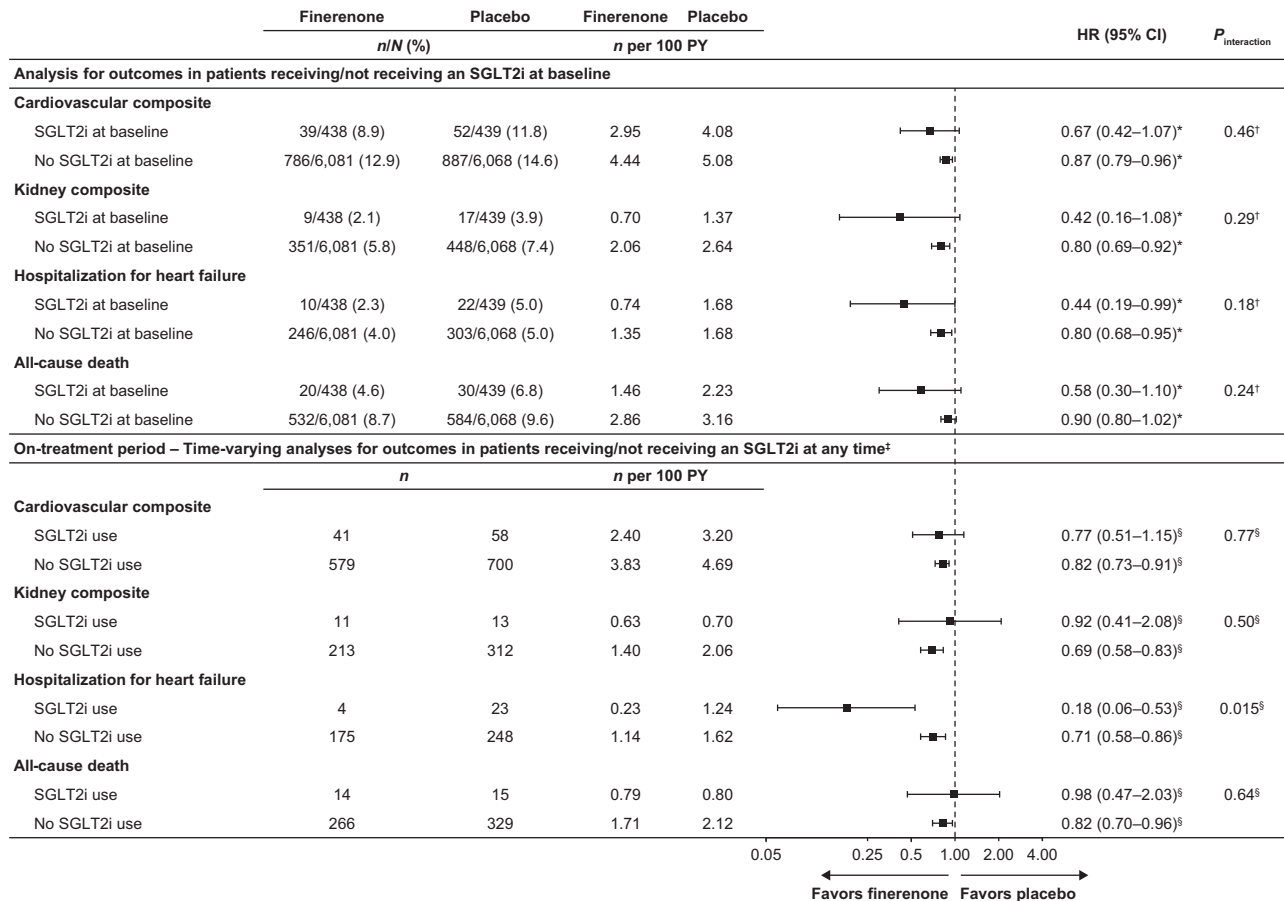 Finerenone Placebo Finerenone Placebo
HR (95% CI) Pinteraction
n/N (%) n per 100 PY
Analysis for outcomes in patients receiving/not receiving an SGLT2i at baseline
Cardiovascular composite
SGLT2i at baseline 39/438 (8.9) 52/439 (11.8) 2.95 4.08 0.67 (0.42–1.07)* 0.46†
No SGLT2i at baseline 786/6,081 (12.9) 887/6,068 (14.6) 4.44 5.08 0.87 (0.79–0.96)*
Kidney composite
SGLT2i at baseline 9/438 (2.1) 17/439 (3.9) 0.70 1.37 0.42 (0.16–1.08)* 0.29†
No SGLT2i at baseline 351/6,081 (5.8) 448/6,068 (7.4) 2.06 2.64 0.80 (0.69–0.92)*
Hospitalization for heart failure
SGLT2i at baseline 10/438 (2.3) 22/439 (5.0) 0.74 1.68 0.44 (0.19–0.99)* 0.18†
No SGLT2i at baseline 246/6,081 (4.0) 303/6,068 (5.0) 1.35 1.68 0.80 (0.68–0.95)*
All-cause death
SGLT2i at baseline 20/438 (4.6) 30/439 (6.8) 1.46 2.23 0.58 (0.30–1.10)* 0.24†
No SGLT2i at baseline 532/6,081 (8.7) 584/6,068 (9.6) 2.86 3.16 0.90 (0.80–1.02)*
On-treatment period – Time-varying analyses for outcomes in patients receiving/not receiving an SGLT2i at any time‡
n n per 100 PY
Cardiovascular composite
SGLT2i use 41 58 2.40 3.20 0.77 (0.51–1.15)§ 0.77§
No SGLT2i use 579 700 3.83 4.69 0.82 (0.73–0.91)§
Kidney composite
SGLT2i use 11 13 0.63 0.70 0.92 (0.41–2.08)§ 0.50§
No SGLT2i use 213 312 1.40 2.06 0.69 (0.58–0.83)§
Hospitalization for heart failure
SGLT2i use 4 23 0.23 1.24 0.18 (0.06–0.53)§ 0.015§
No SGLT2i use 175 248 1.14 1.62 0.71 (0.58–0.86)§
All-cause death
SGLT2i use 14 15 0.79 0.80 0.98 (0.47–2.03)§ 0.64§
No SGLT2i use 266 329 1.71 2.12 0.82 (0.70–0.96)§
0.05 0.25 0.5 1.00 2.00 4.00
Favors finerenone Favors placebo